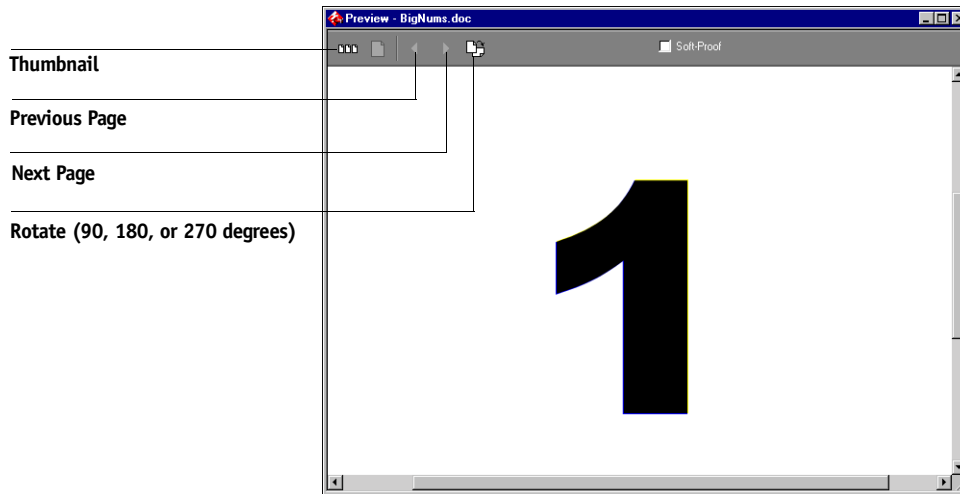 Preview - BigNums.doc
Soft-Proof
Thumbnail
Previous Page
Next Page
Rotate (90, 180, or 270 degrees)
1